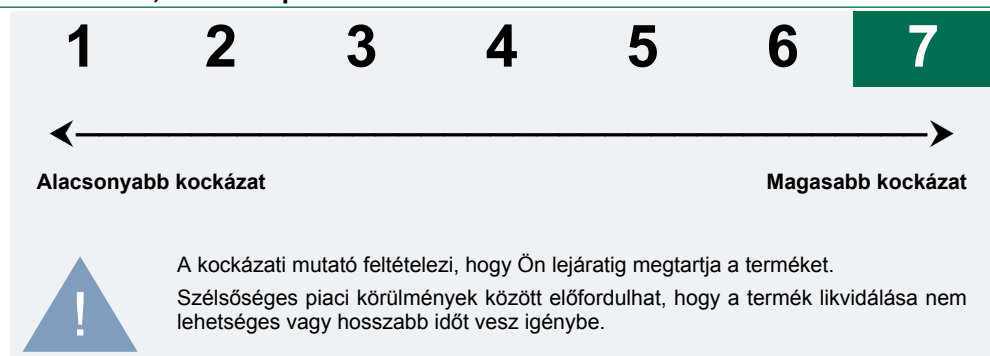 1 2 3 4 5 6 7
Alacsonyabb kockázat Magasabb kockázat
A kockázati mutató feltételezi, hogy Ön lejáratig megtartja a terméket.
Szélsőséges piaci körülmények között előfordulhat, hogy a termék likvidálása nem
lehetséges vagy hosszabb időt vesz igénybe.
!